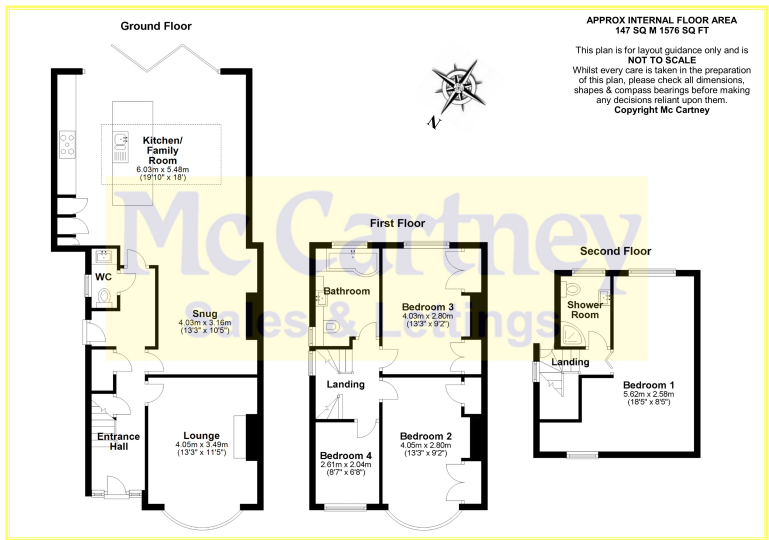 Ground Floor
APPROX INTERNAL FLOOR AREA
147 SQ M 1576 SQ FT
This plan is for layout guidance only and is
NOT TO SCALE
Whilst every care is taken in the preparation
of this plan, please check all dimensions,
shapes & compass bearings before making
any decisions reliant upon them.
Copyright Mc Cartney
N
Kitchen/
Family
Room
6.03m x 5.48m
(19'10" x 18')
McCartney
Sales & Lettings
WC
Snug
4.03m x 3.16m
(13'3" x 10'5")
Entrance
Hall
Lounge
4.05m x 3.49m
(13'3" x 11'5")
First Floor
Bathroom
Bedroom 3
4.03m x 2.80m
(13'3" x 9'2")
Landing
Bedroom 4
2.61m x 2.04m
(8'7" x 6'8")
Bedroom 2
4.05m x 2.80m
(13'3" x 9'2")
Second Floor
Shower
Room
Landing
Bedroom 1
5.62m x 2.58m
(18'5" x 8'5")